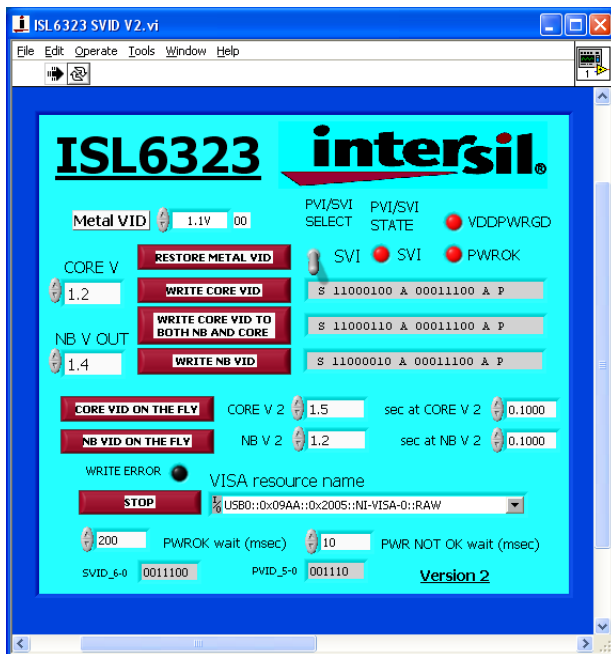 ISL6323 SVID V2.vi
File Edit Operate Tools Window Help
1
ISL6323
intersil®
Metal VID 1.1V 00
PVI/SVI SELECT
PVI/SVI STATE
VDDPWRGD
RESTORE METAL VID
SVI
SVI
PWROK
CORE V
1.2
WRITE CORE VID
S 11000100 A 00011100 A P
WRITE CORE VID TO
BOTH NB AND CORE
S 11000110 A 00011100 A P
NB V OUT
1.4
WRITE NB VID
S 11000010 A 00011100 A P
CORE VID ON THE FLY
CORE V 2 1.5
sec at CORE V 2 0.1000
NB VID ON THE FLY
NB V 2 1.2
sec at NB V 2 0.1000
WRITE ERROR
VISA resource name
STOP
I/O USB0::0x09AA::0x2005::NI-VISA-0::RAW
200 PWROK wait (msec)
10 PWR NOT OK wait (msec)
SVID_6-0 0011100
PVID_5-0 001110
Version 2